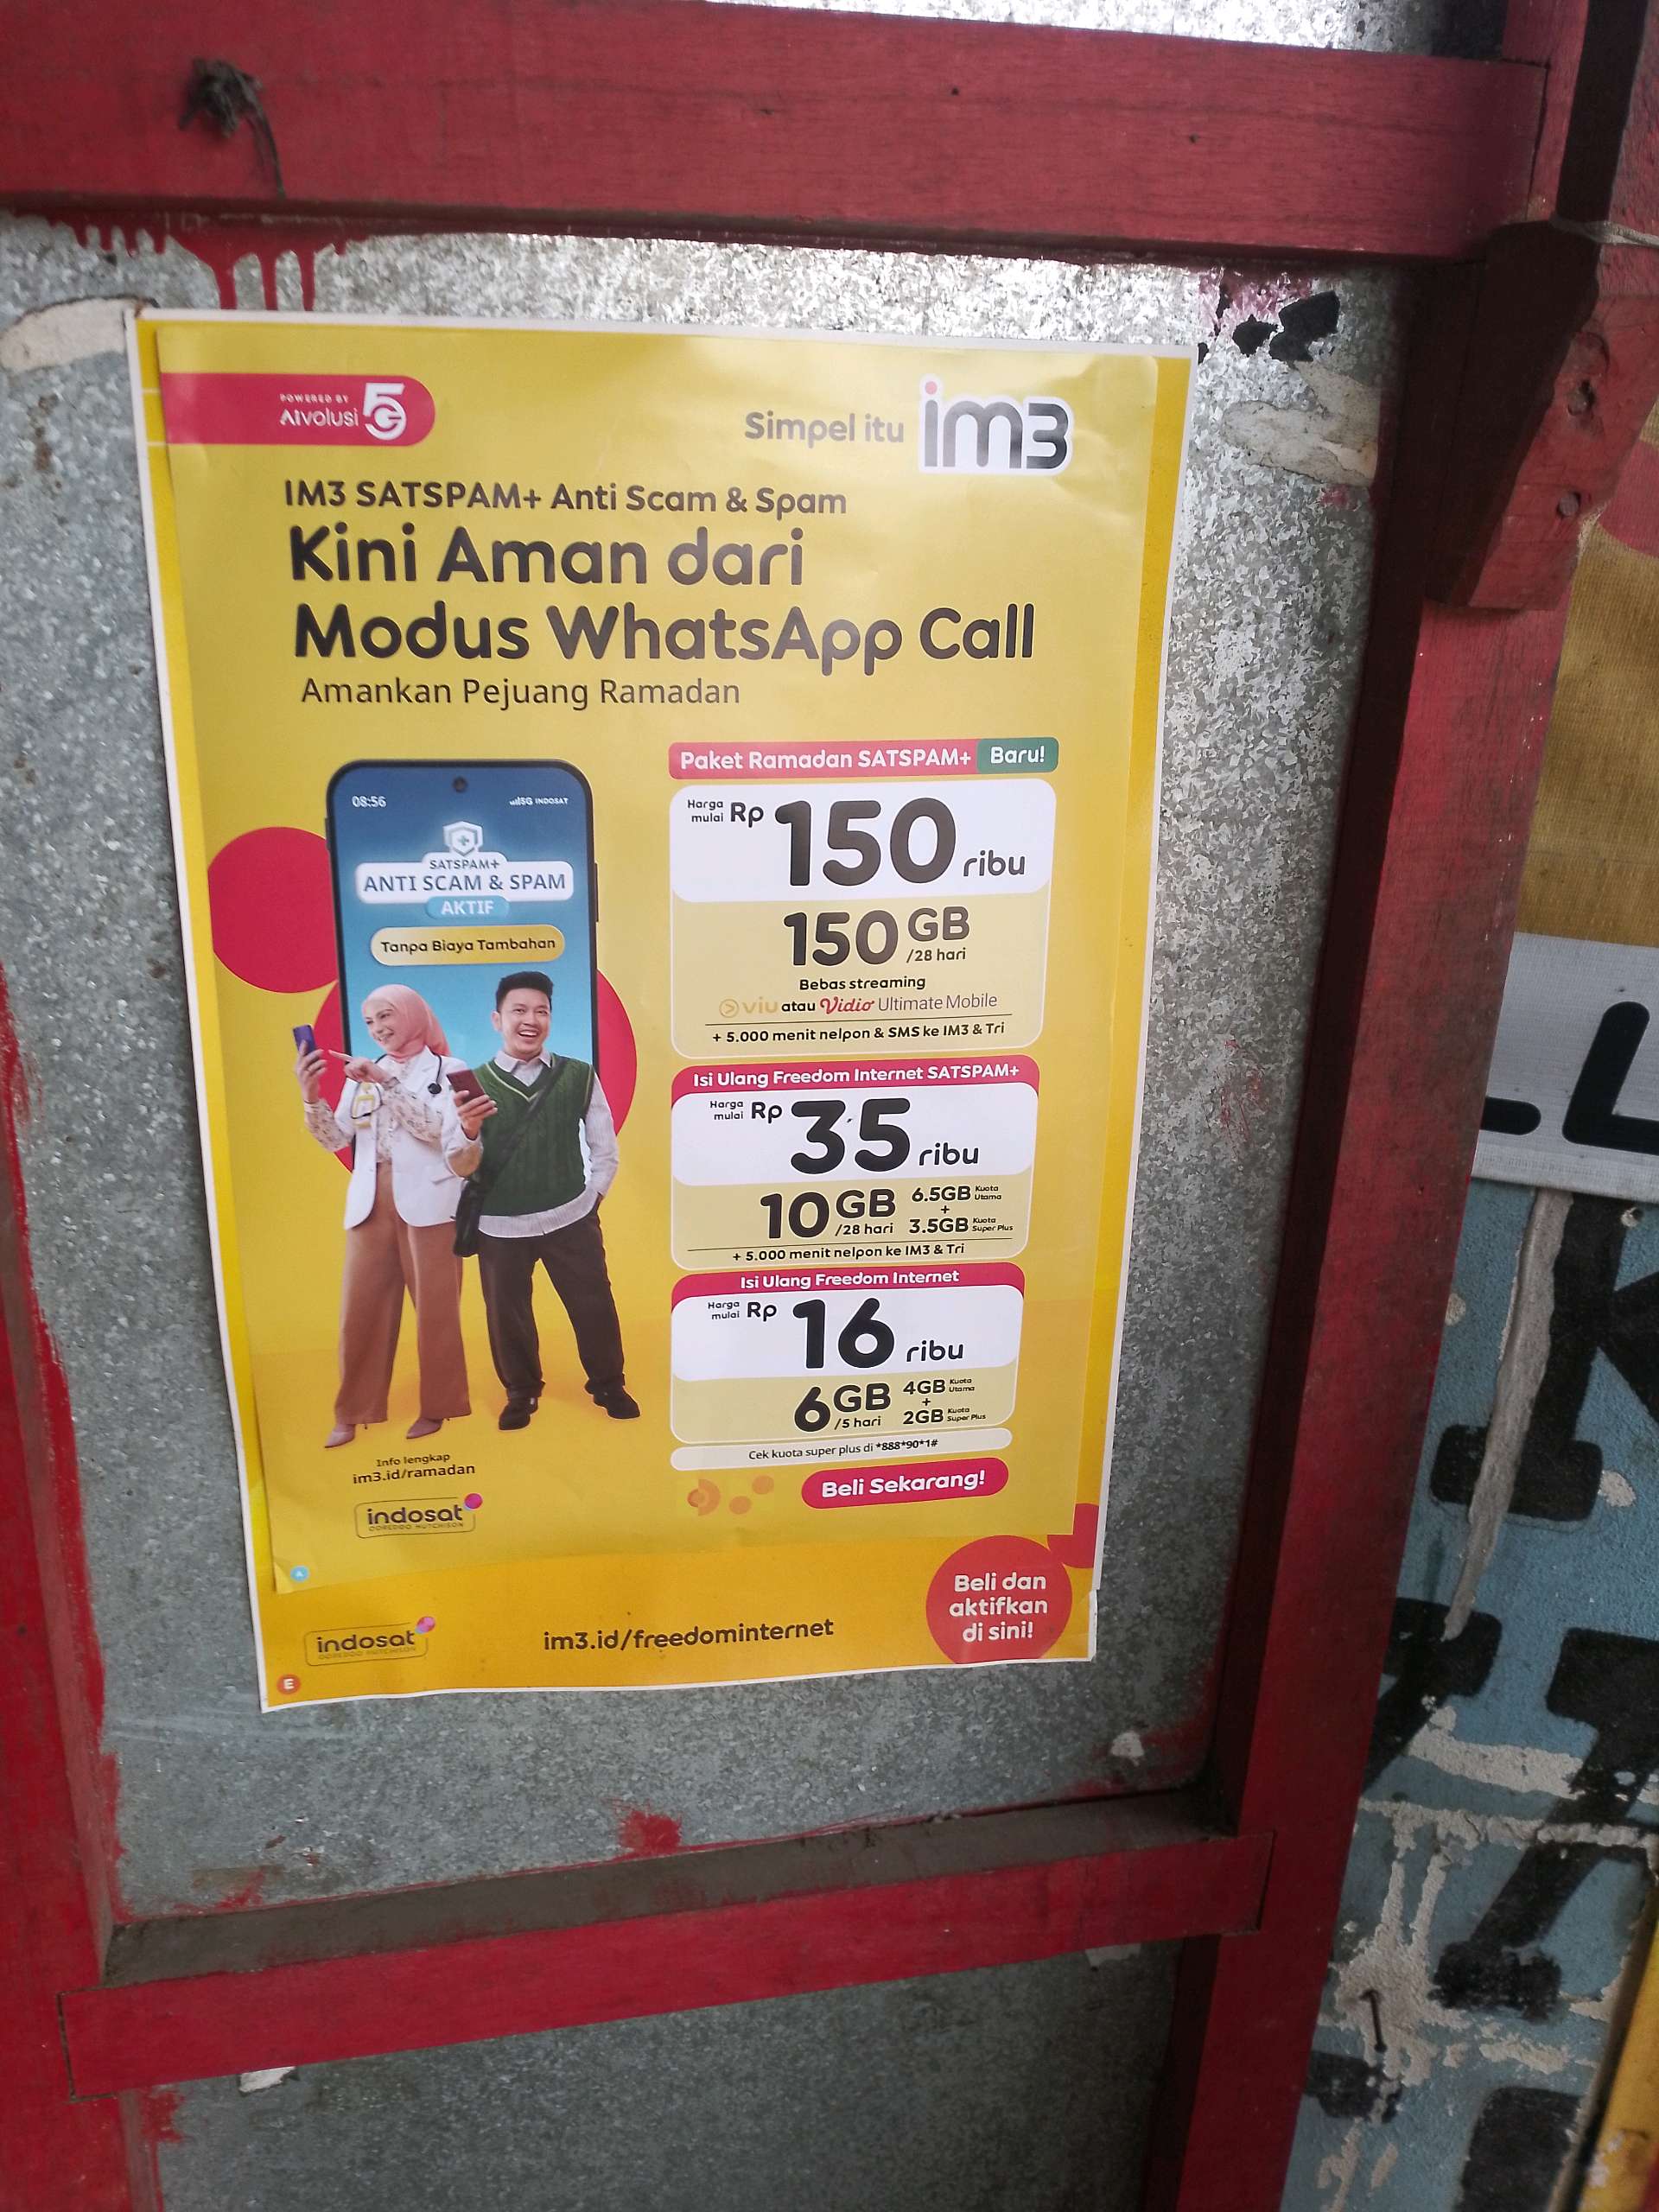 POWERED BY
AIvolusi 5G
Simpel itu im3
IM3 SATSPAM+ Anti Scam & Spam
Kini Aman dari
Modus WhatsApp Call
Amankan Pejuang Ramadan
08:56
5G INDOSAT
SATSPAM+
ANTI SCAM & SPAM
AKTIF
Tanpa Biaya Tambahan
Paket Ramadan SATSPAM+ Baru!
Harga mulai Rp 150 ribu
150 GB /28 hari
Bebas streaming
viu atau Vidio Ultimate Mobile
+ 5.000 menit nelpon & SMS ke IM3 & Tri
Isi Ulang Freedom Internet SATSPAM+
Harga mulai Rp 35 ribu
10 GB /28 hari
6.5GB Kuota Utama
+
3.5GB Kuota Super Plus
+ 5.000 menit nelpon ke IM3 & Tri
Isi Ulang Freedom Internet
Harga mulai Rp 16 ribu
6 GB /5 hari
4GB Kuota Utama
+
2GB Kuota Super Plus
Cek kuota super plus di *888*90*1#
Beli Sekarang!
Info lengkap
im3.id/ramadan
indosat
OOREDOO HUTCHISON
A
Beli dan
aktifkan
di sini!
indosat
OOREDOO HUTCHISON
im3.id/freedominternet
E